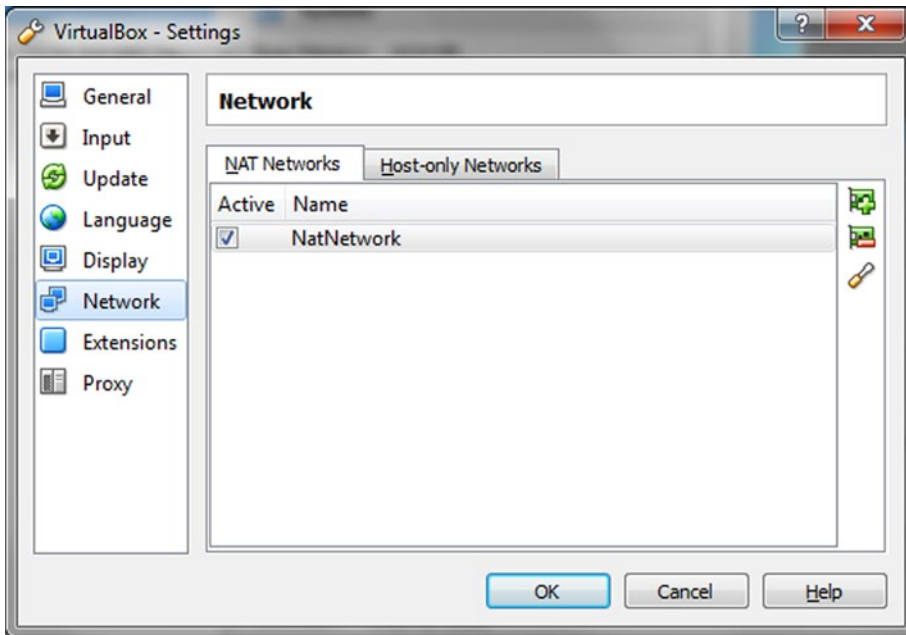 VirtualBox - Settings
?
X
General
Input
Update
Language
Display
Network
Extensions
Proxy
Network
NAT Networks
Host-only Networks
Active Name
NatNetwork
OK Cancel Help